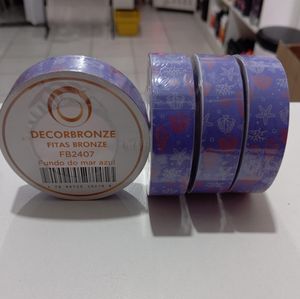 DECORBRONZE
FITAS BRONZE
FB2407
Fundo do mar azul